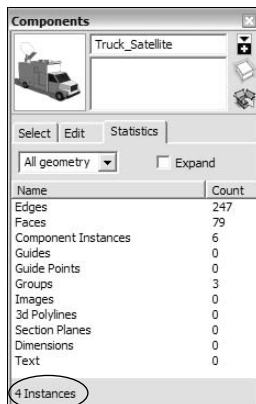 Components
Truck_Satellite
Select Edit Statistics
All geometry Expand
Name Count
Edges 247
Faces 79
Component Instances 6
Guides 0
Guide Points 0
Groups 3
Images 0
3d Polylines 0
Section Planes 0
Dimensions 0
Text 0
4 Instances